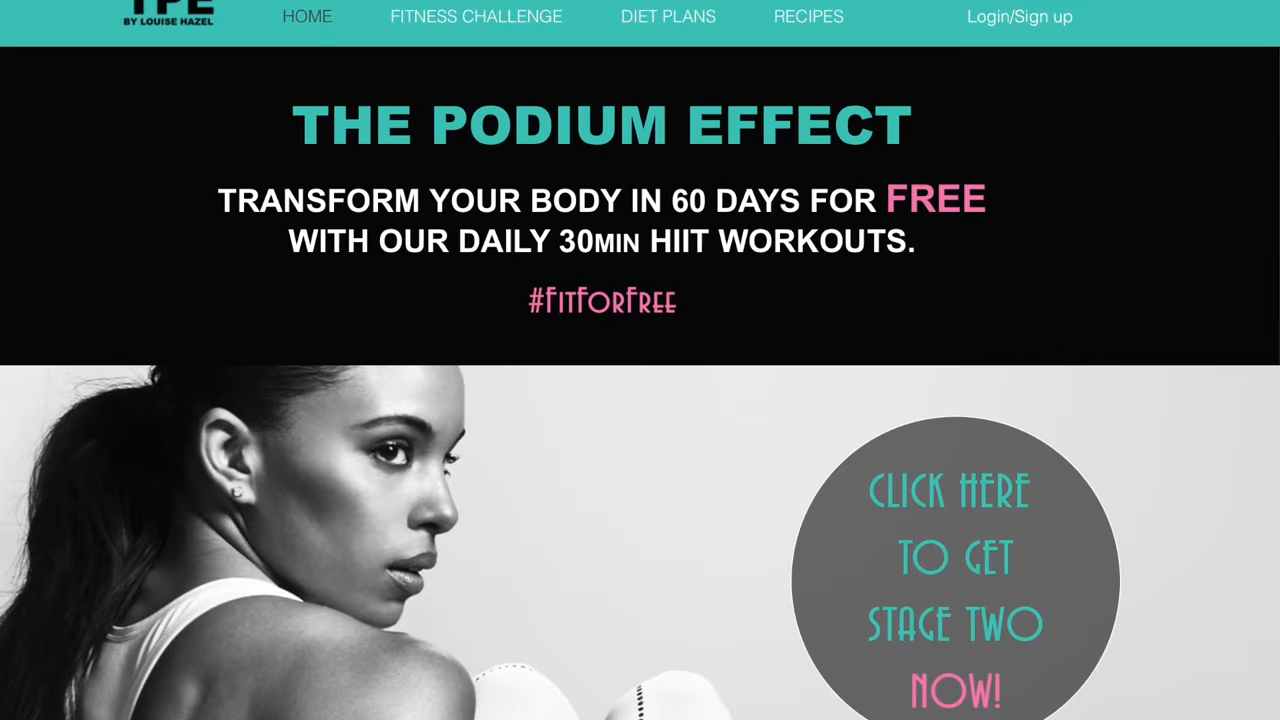 TPE
BY LOUISE HAZEL
HOME FITNESS CHALLENGE DIET PLANS RECIPES Login/Sign up
THE PODIUM EFFECT
TRANSFORM YOUR BODY IN 60 DAYS FOR FREE
WITH OUR DAILY 30MIN HIIT WORKOUTS.
#FITFORFREE
CLICK HERE
TO GET
STAGE TWO
NOW!